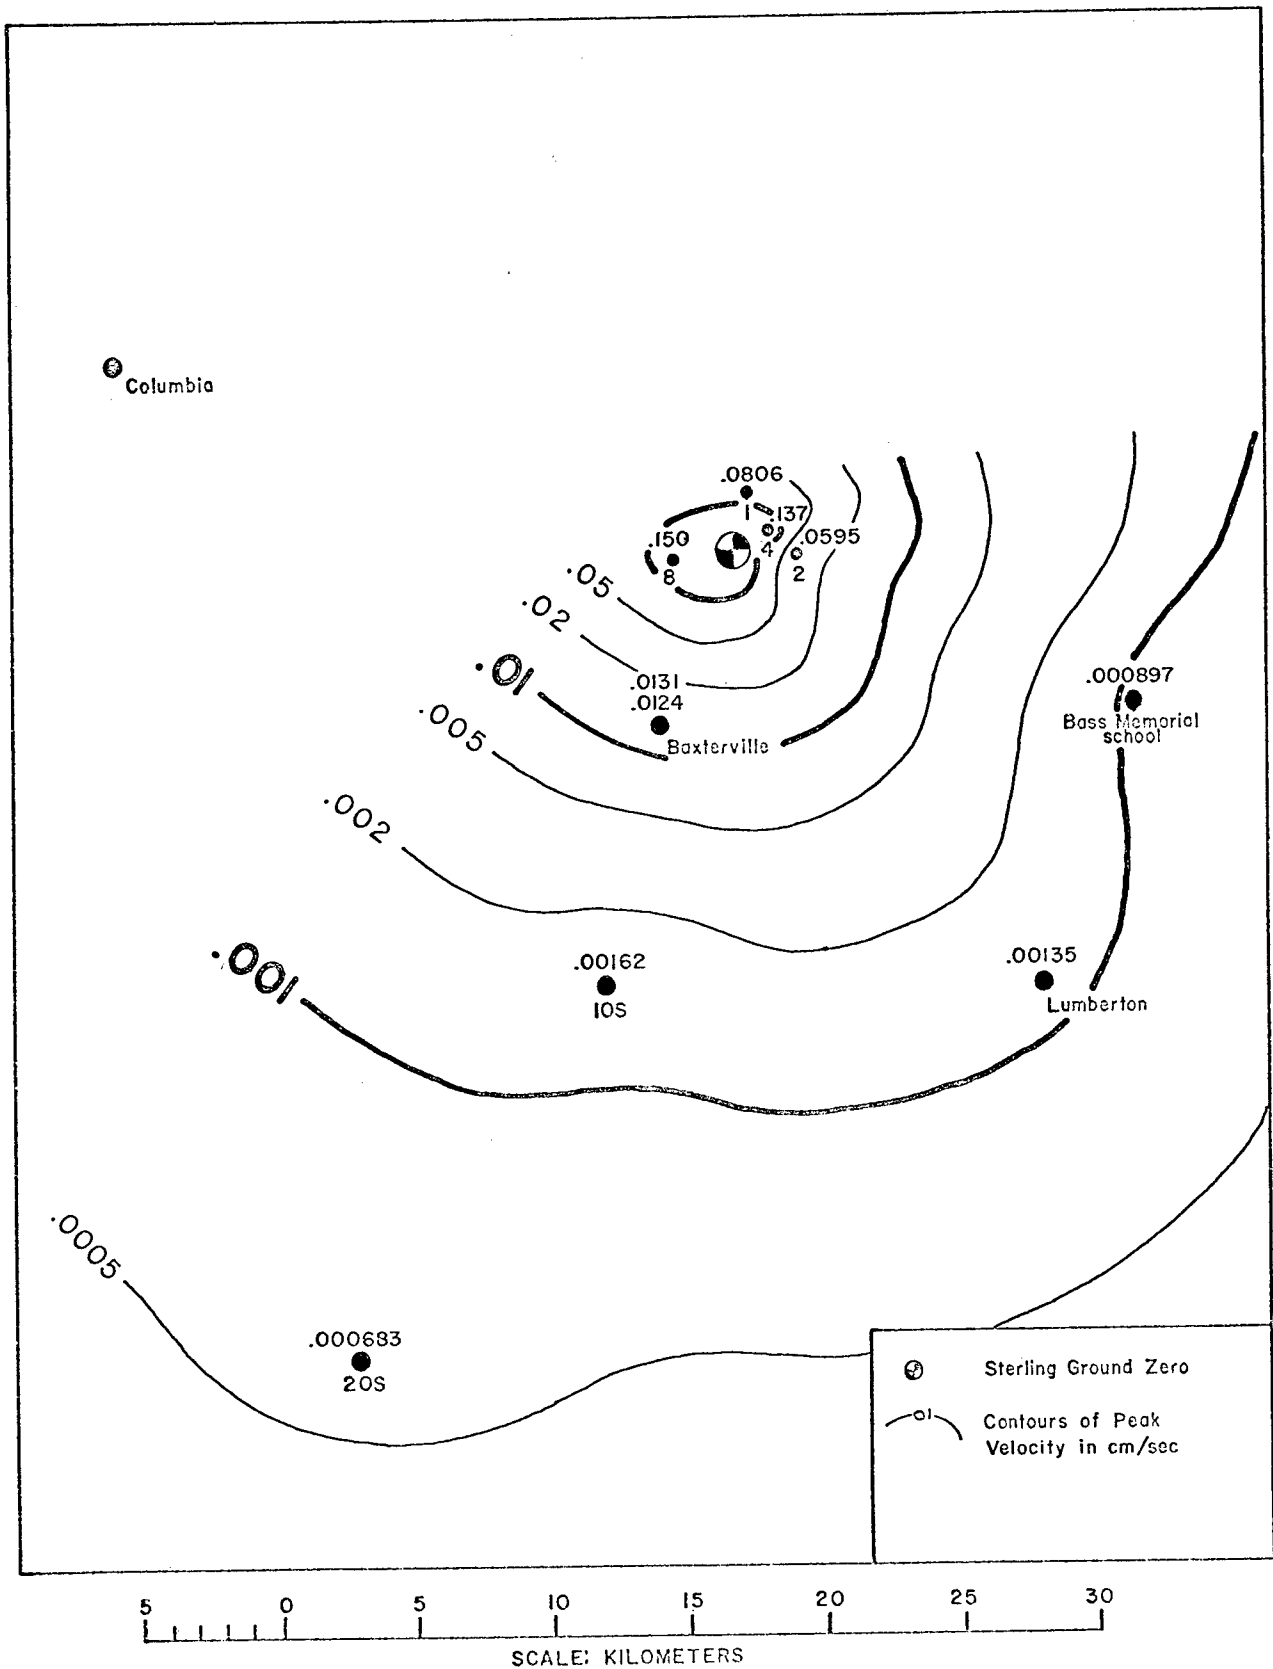 Columbia
.0806
1
.137
4
.0595
2
.150
8
.05
.02
.01
.0131
.0124
Baxterville
.005
.000897
Bass Memorial
school
.002
.001
.00162
10S
.00135
Lumberton
.0005
.000683
20S
Sterling Ground Zero
.01
Contours of Peak
Velocity in cm/sec
5 0 5 10 15 20 25 30
SCALE: KILOMETERS